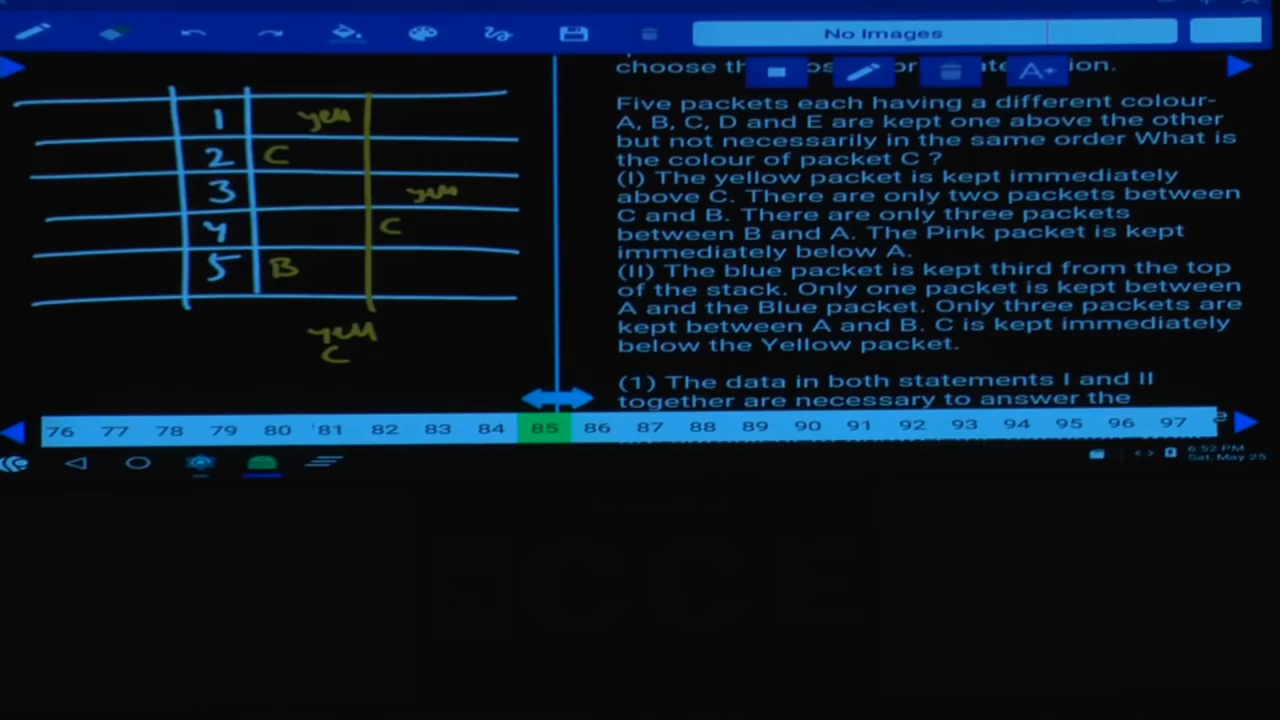 No Images
A+
Five packets each having a different colour-
A, B, C, D and E are kept one above the other
but not necessarily in the same order What is
the colour of packet C ?
(I) The yellow packet is kept immediately
above C. There are only two packets between
C and B. There are only three packets
between B and A. The Pink packet is kept
immediately below A.
(II) The blue packet is kept third from the top
of the stack. Only one packet is kept between
A and the Blue packet. Only three packets are
kept between A and B. C is kept immediately
below the Yellow packet.
(1) The data in both statements I and II
together are necessary to answer the
1 yell
2 C
3 yell
4 C
5 B
yell
C
76 77 78 79 80 81 82 83 84 85 86 87 88 89 90 91 92 93 94 95 96 97
6:52 PM
Sat, May 25